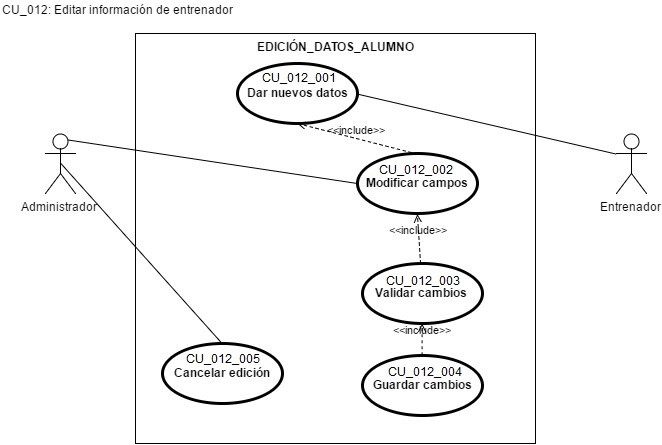 CU_012: Editar información de entrenador
EDICIÓN_DATOS_ALUMNO
CU_012_001
Dar nuevos datos
<<include>>
CU_012_002
Modificar campos
Administrador
Entrenador
<<include>>
CU_012_003
Validar cambios
<<include>>
CU_012_005
Cancelar edición
CU_012_004
Guardar cambios